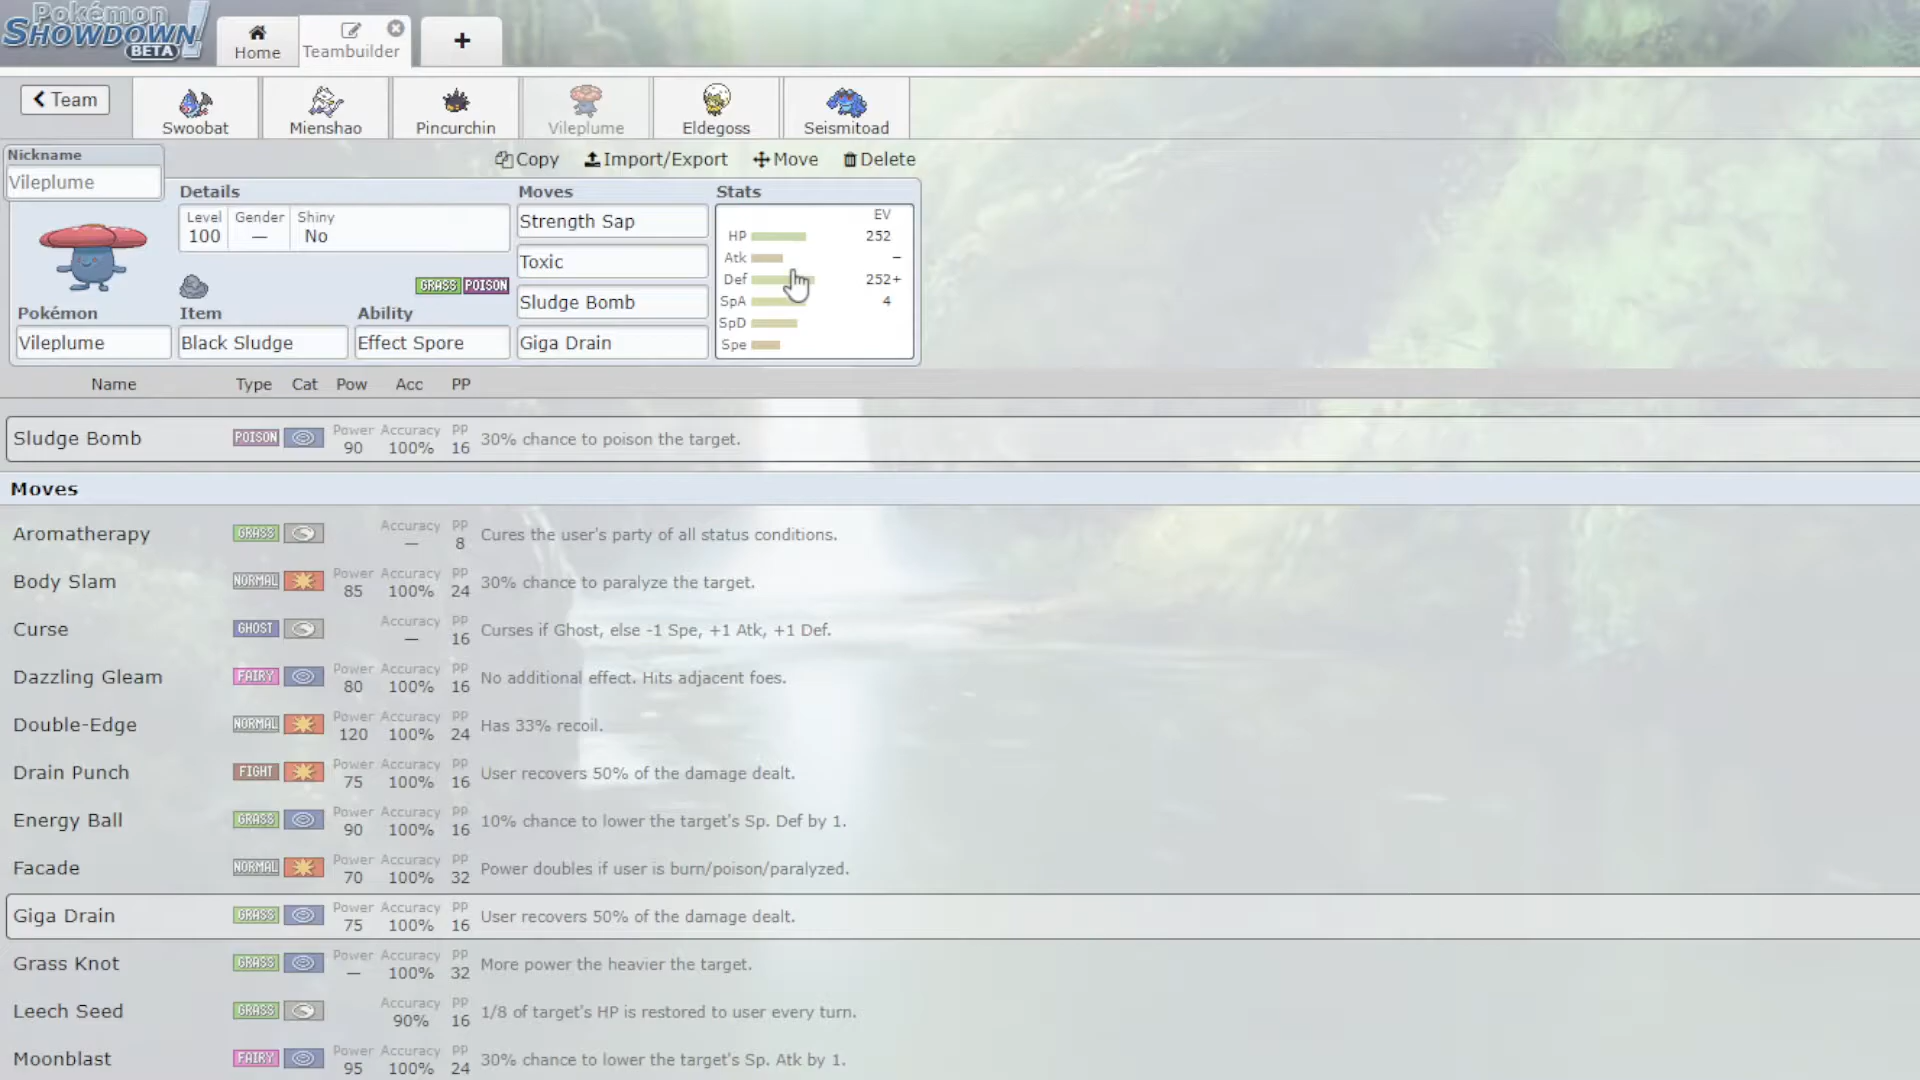 Pokémon
SHOWDOWN!
BETA
Home
Teambuilder
+
Team
Swoobat
Mienshao
Pincurchin
Vileplume
Eldegoss
Seismitoad
Copy
Import/Export
Move
Delete
Nickname
Vileplume
Details
Moves
Stats
Level
Gender
Shiny
100
—
No
Strength Sap
Toxic
Sludge Bomb
Giga Drain
EV
HP 252
Atk –
Def 252+
SpA 4
SpD
Spe
GRASS POISON
Pokémon
Item
Ability
Vileplume
Black Sludge
Effect Spore
Name Type Cat Pow Acc PP
Sludge Bomb POISON Power 90 Accuracy 100% PP 16 30% chance to poison the target.
Moves
Aromatherapy GRASS Accuracy — PP 8 Cures the user's party of all status conditions.
Body Slam NORMAL Power 85 Accuracy 100% PP 24 30% chance to paralyze the target.
Curse GHOST Accuracy — PP 16 Curses if Ghost, else -1 Spe, +1 Atk, +1 Def.
Dazzling Gleam FAIRY Power 80 Accuracy 100% PP 16 No additional effect. Hits adjacent foes.
Double-Edge NORMAL Power 120 Accuracy 100% PP 24 Has 33% recoil.
Drain Punch FIGHT Power 75 Accuracy 100% PP 16 User recovers 50% of the damage dealt.
Energy Ball GRASS Power 90 Accuracy 100% PP 16 10% chance to lower the target's Sp. Def by 1.
Facade NORMAL Power 70 Accuracy 100% PP 32 Power doubles if user is burn/poison/paralyzed.
Giga Drain GRASS Power 75 Accuracy 100% PP 16 User recovers 50% of the damage dealt.
Grass Knot GRASS Power — Accuracy 100% PP 32 More power the heavier the target.
Leech Seed GRASS Accuracy 90% PP 16 1/8 of target's HP is restored to user every turn.
Moonblast FAIRY Power 95 Accuracy 100% PP 24 30% chance to lower the target's Sp. Atk by 1.